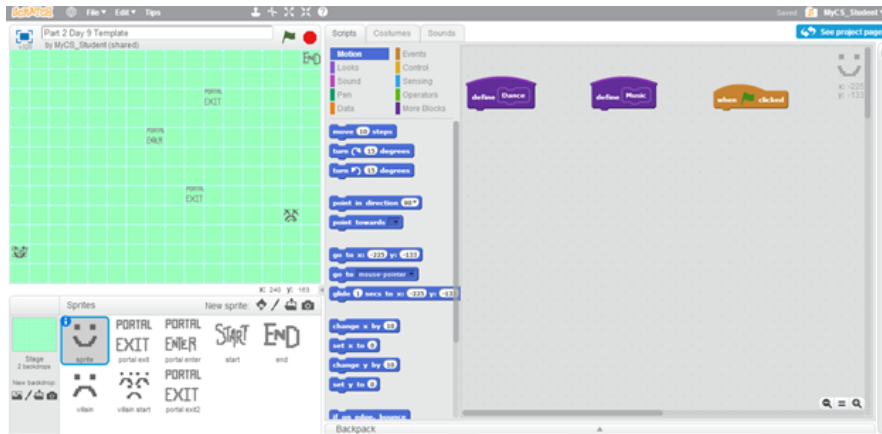 SCRATCH File▼ Edit▼ Tips Saved MyCS_Student▼
Part 2 Day 9 Template
by MyCS_Student (shared)
Scripts Costumes Sounds
See project page
END
PORTAL
EXIT
PORTAL
ENTER
PORTAL
EXIT
X: 240 y: 163
Motion Events
Looks Control
Sound Sensing
Pen Operators
Data More Blocks
move 10 steps
turn 15 degrees
turn 15 degrees
point in direction 90▼
point towards
go to x: -225 y: -133
go to mouse-pointer
glide 1 secs to x: -225 y: -133
change x by 10
set x to 0
change y by 10
set y to 0
if on edge, bounce
define Dance
define Music
when clicked
x: -225
y: -133
Sprites New sprite:
Stage
2 backdrops
New backdrop:
sprite
PORTAL
EXIT
portal exit
PORTAL
ENTER
portal enter
START
start
END
end
villain
villain start
PORTAL
EXIT
portal exit2
Backpack